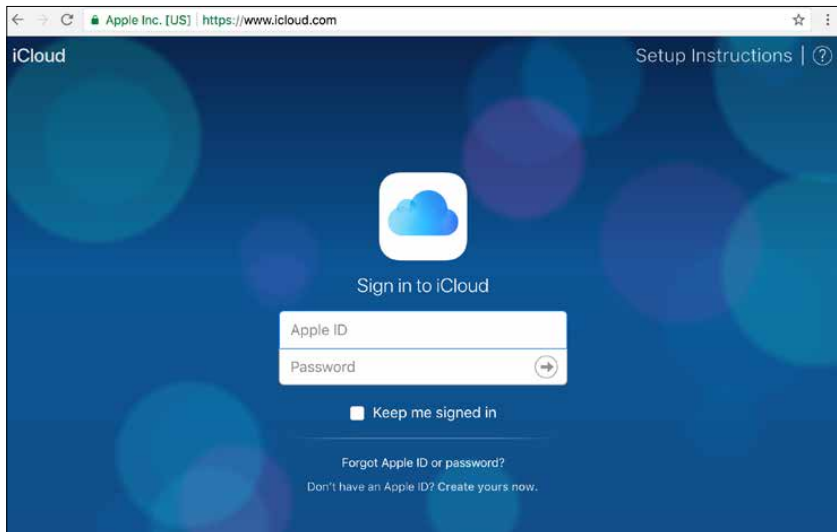 Apple Inc. [US] https://www.icloud.com
iCloud
Setup Instructions | ?
Sign in to iCloud
Apple ID
Password
Keep me signed in
Forgot Apple ID or password?
Don't have an Apple ID? Create yours now.